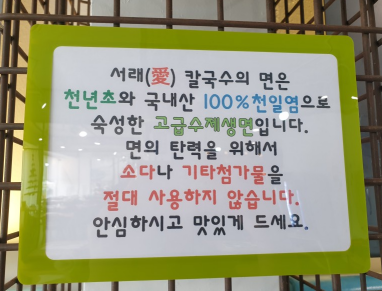 서래(愛) 칼국수의 면은
천년초와 국내산 100%천일염으로
숙성한 고급수제생면입니다.
면의 탄력을 위해서
소다나 기타첨가물을
절대 사용하지 않습니다.
안심하시고 맛있게 드세요.